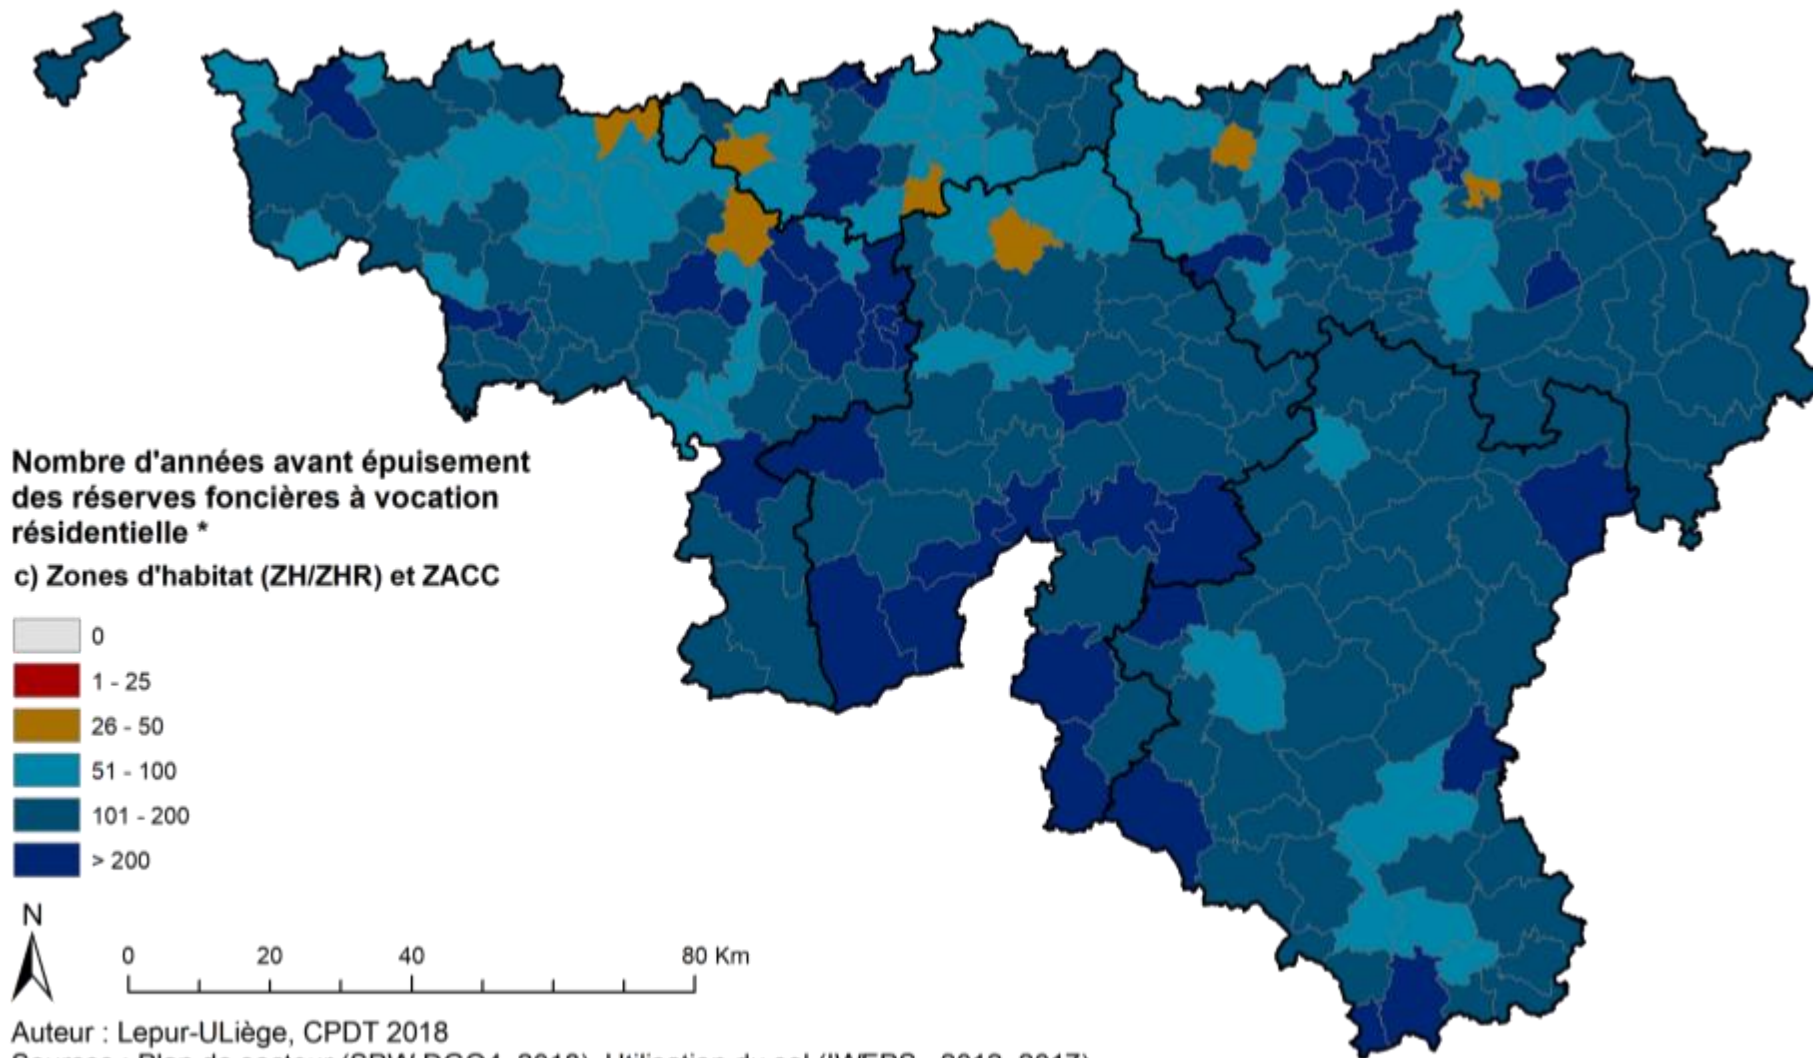 Nombre d'années avant épuisement
des réserves foncières à vocation
résidentielle *
c) Zones d'habitat (ZH/ZHR) et ZACC
0
1 - 25
26 - 50
51 - 100
101 - 200
> 200
N
0 20 40 80 Km
Auteur : Lepur-ULiège, CPDT 2018